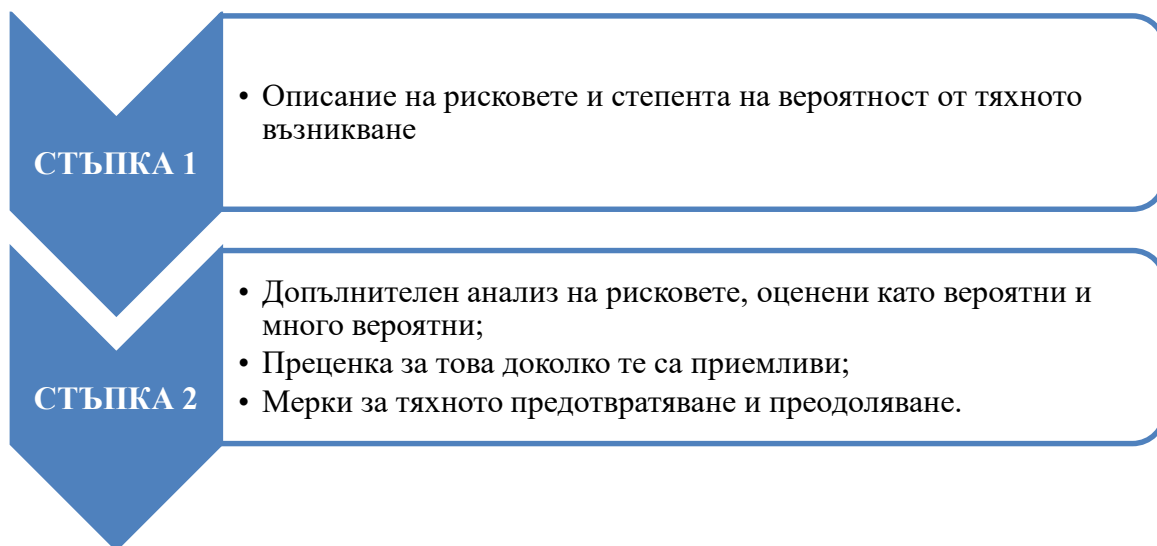 СТЪПКА 1
• Описание на рисковете и степента на вероятност от тяхното
възникване
СТЪПКА 2
• Допълнителен анализ на рисковете, оценени като вероятни и
много вероятни;
• Преценка за това доколко те са приемливи;
• Мерки за тяхното предотвратяване и преодоляване.